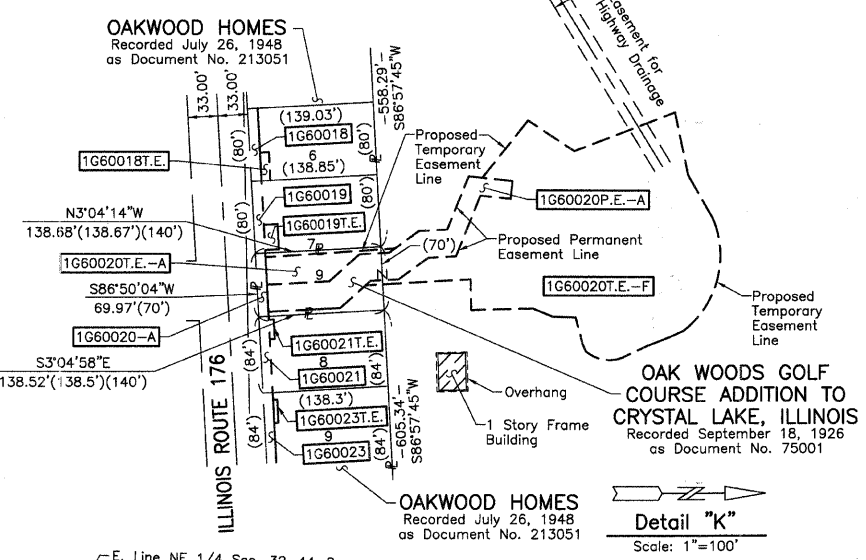 OAKWOOD HOMES
Recorded July 26, 1948
as Document No. 213051
Easement for
Highway Drainage
33.00'
33.00'
-558.29'-
S86°57'45"W
(139.03')
(80')
1G60018
(80')
6
(138.85')
1G60018T.E.
Proposed
Temporary
Easement
Line
1G60019
(80')
(80')
1G60019T.E.
1G60020P.E.-A
N3°04'14"W
138.68'(138.67')(140')
7
(70')
Proposed Permanent
Easement Line
1G60020T.E.-A
9
1G60020T.E.-F
S86°50'04"W
69.97'(70')
Proposed
Temporary
Easement
Line
1G60020-A
1G60021T.E.
S3°04'58"E
138.52'(138.5')(140')
(84')
8
1G60021
(84')
ILLINOIS ROUTE 176
(138.3')
Overhang
OAK WOODS GOLF
COURSE ADDITION TO
CRYSTAL LAKE, ILLINOIS
Recorded September 18, 1926
as Document No. 75001
1G60023T.E.
-605.34'-
S86°57'45"W
1 Story Frame
Building
(84')
9
(84')
1G60023
OAKWOOD HOMES
Recorded July 26, 1948
as Document No. 213051
Detail "K"
Scale: 1"=100'
E. Line NE 1/4 Sec. 32